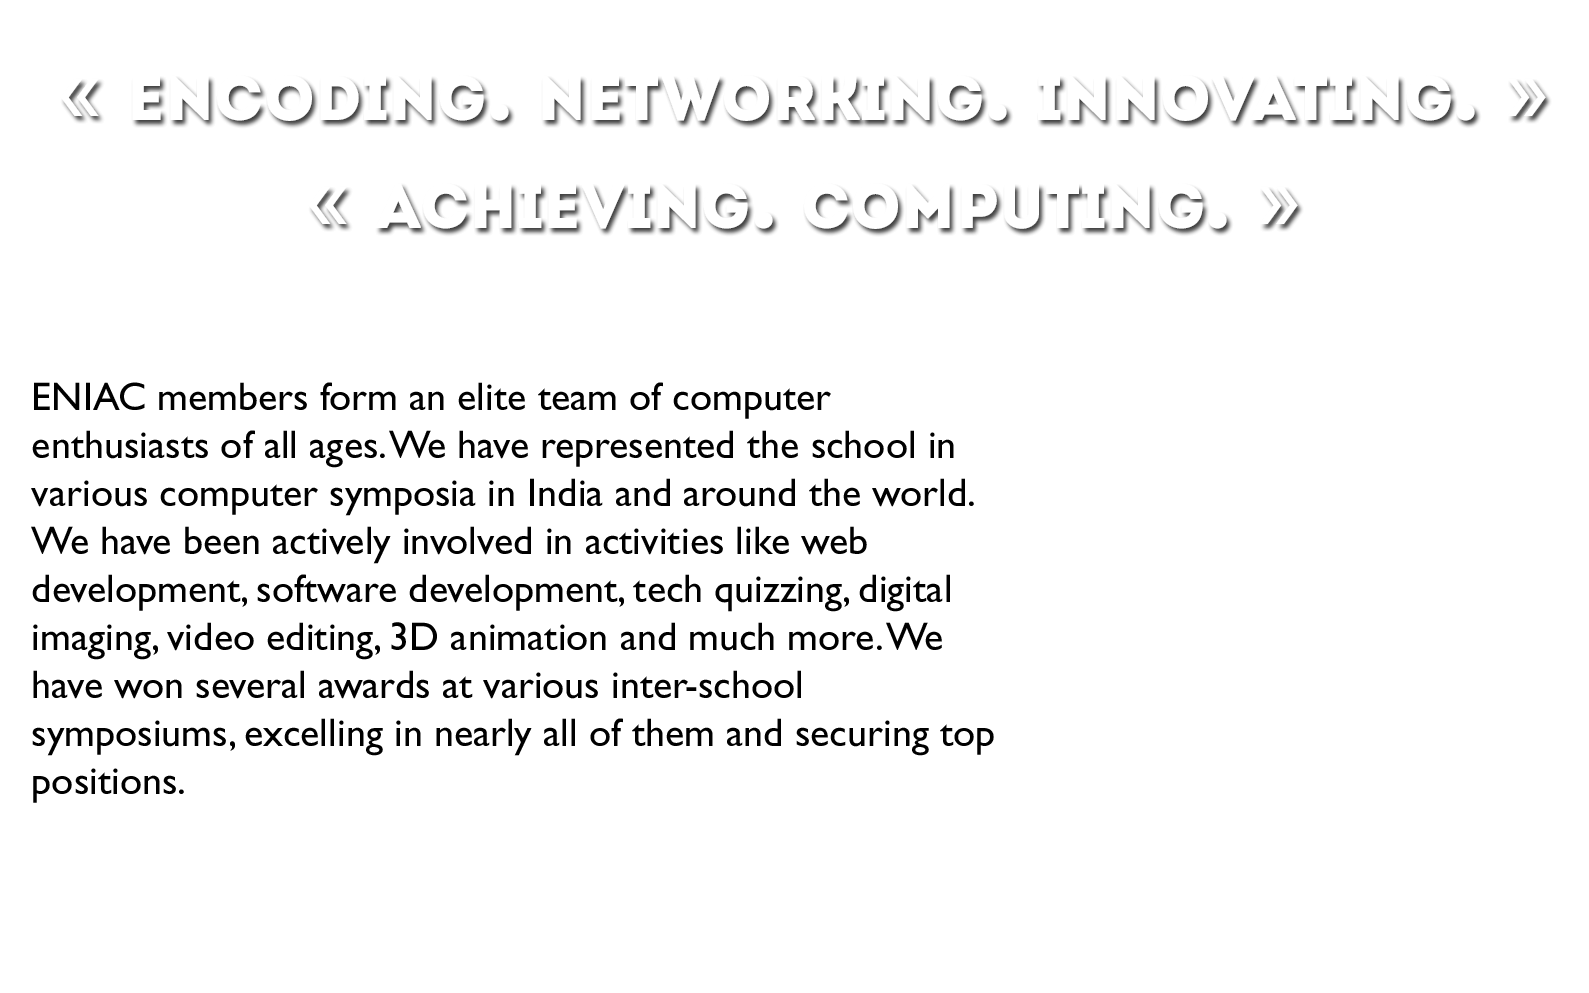 « ENCODING. NETWORKING. INNOVATING. »
« ACHIEVING. COMPUTING. »
ENIAC members form an elite team of computer
enthusiasts of all ages. We have represented the school in
various computer symposia in India and around the world.
We have been actively involved in activities like web
development, software development, tech quizzing, digital
imaging, video editing, 3D animation and much more. We
have won several awards at various inter-school
symposiums, excelling in nearly all of them and securing top
positions.